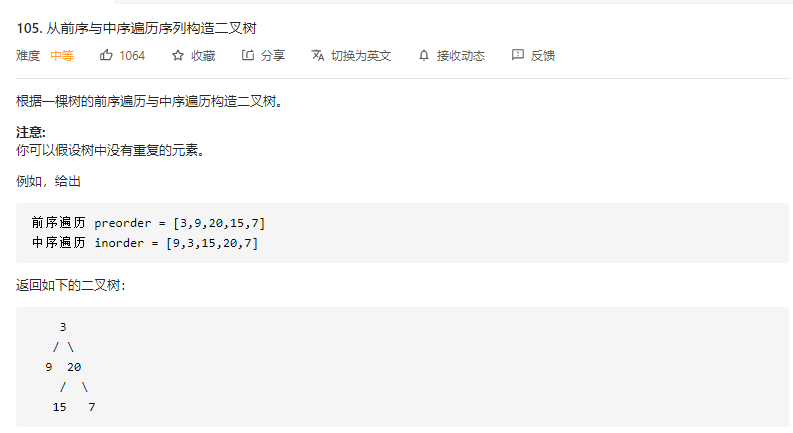 105. 从前序与中序遍历序列构造二叉树
难度 中等 1064 收藏 分享 切换为英文 接收动态 反馈
根据一棵树的前序遍历与中序遍历构造二叉树。
注意:
你可以假设树中没有重复的元素。
例如，给出
前序遍历 preorder = [3,9,20,15,7]
中序遍历 inorder = [9,3,15,20,7]
返回如下的二叉树：
3
/ \
9 20
/ \
15 7